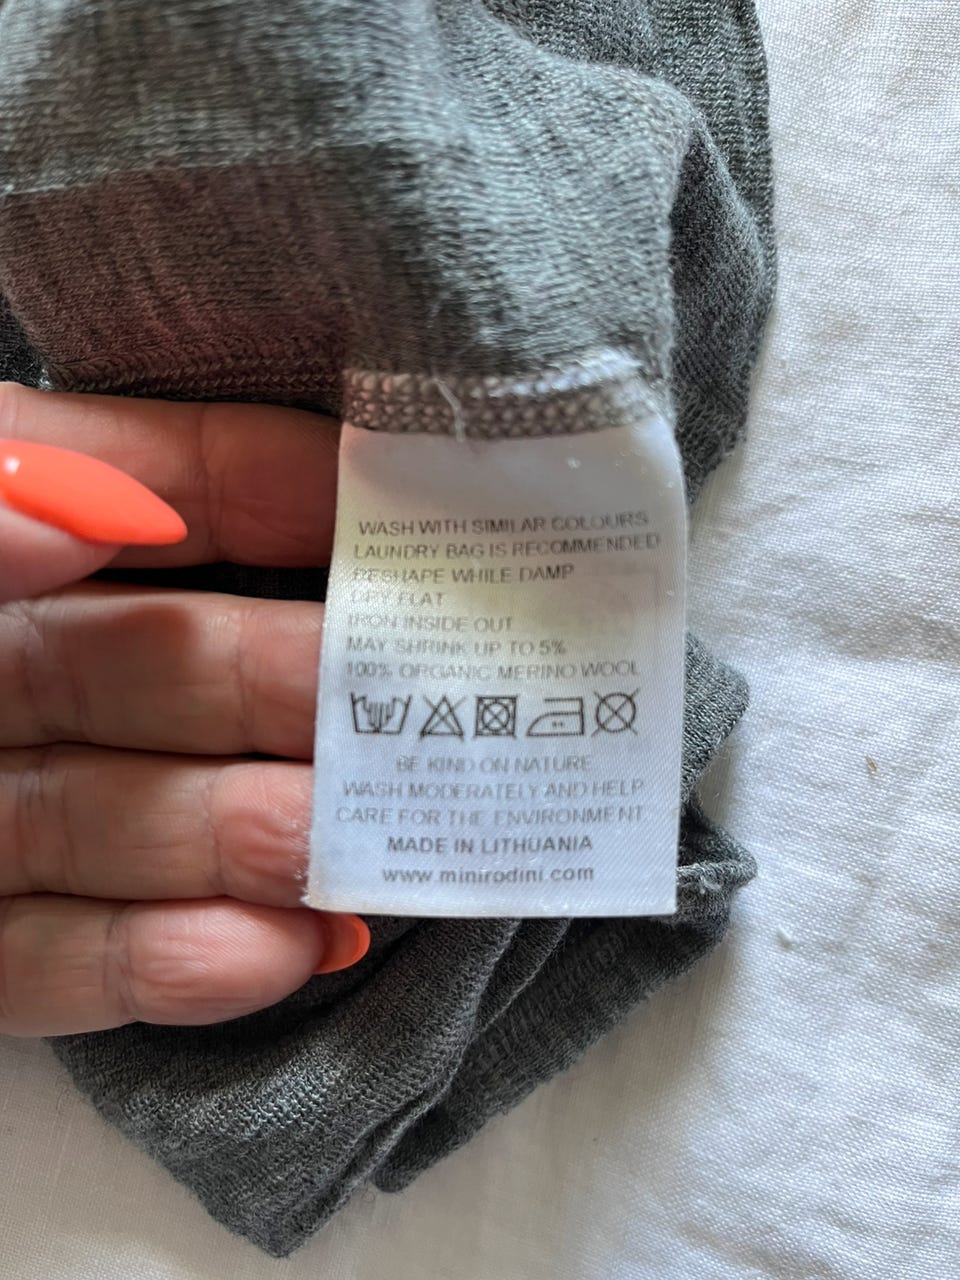 WASH WITH SIMILAR COLOURS
LAUNDRY BAG IS RECOMMENDED
RESHAPE WHILE DAMP
DRY FLAT
IRON INSIDE OUT
MAY SHRINK UP TO 5%
100% ORGANIC MERINO WOOL
BE KIND ON NATURE
WASH MODERATELY AND HELP
CARE FOR THE ENVIRONMENT.
MADE IN LITHUANIA
www.minirodini.com